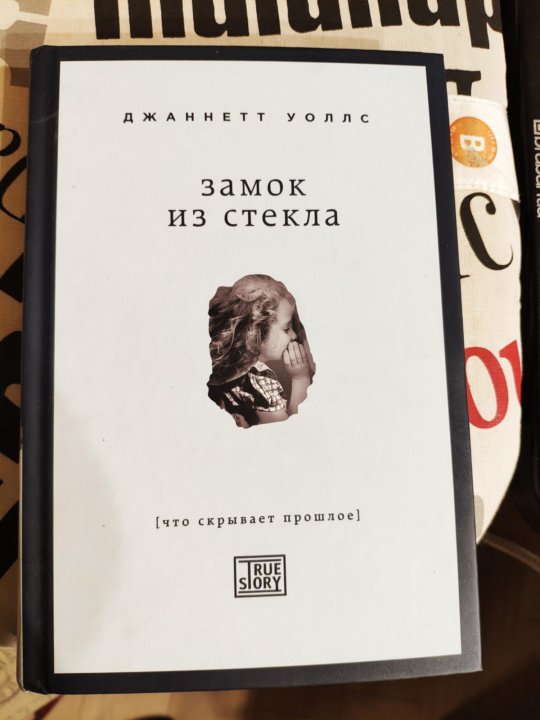 ДЖАННЕТТ УОЛЛС
замок
из стекла
[что скрывает прошлое]
TRUE
STORY